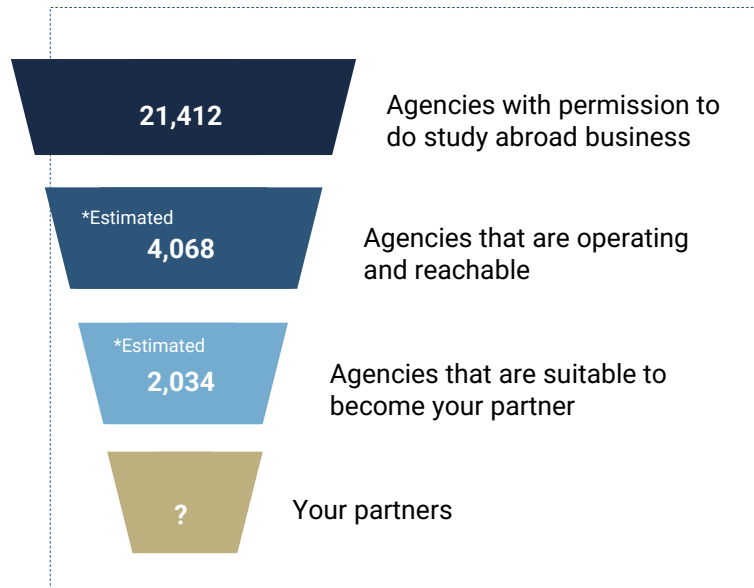 21,412
Agencies with permission to
do study abroad business
*Estimated
4,068
Agencies that are operating
and reachable
*Estimated
2,034
Agencies that are suitable to
become your partner
?
Your partners